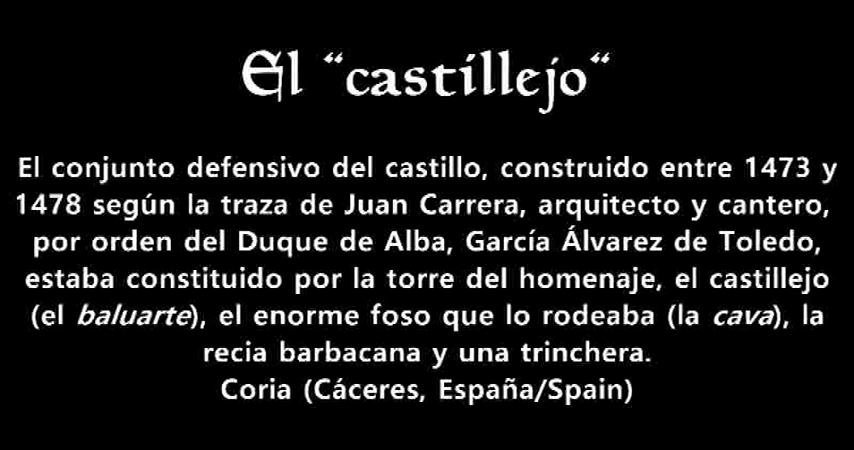 El “castillejo“
El conjunto defensivo del castillo, construido entre 1473 y
1478 según la traza de Juan Carrera, arquitecto y cantero,
por orden del Duque de Alba, García Álvarez de Toledo,
estaba constituido por la torre del homenaje, el castillejo
(el baluarte), el enorme foso que lo rodeaba (la cava), la
recia barbacana y una trinchera.
Coria (Cáceres, España/Spain)